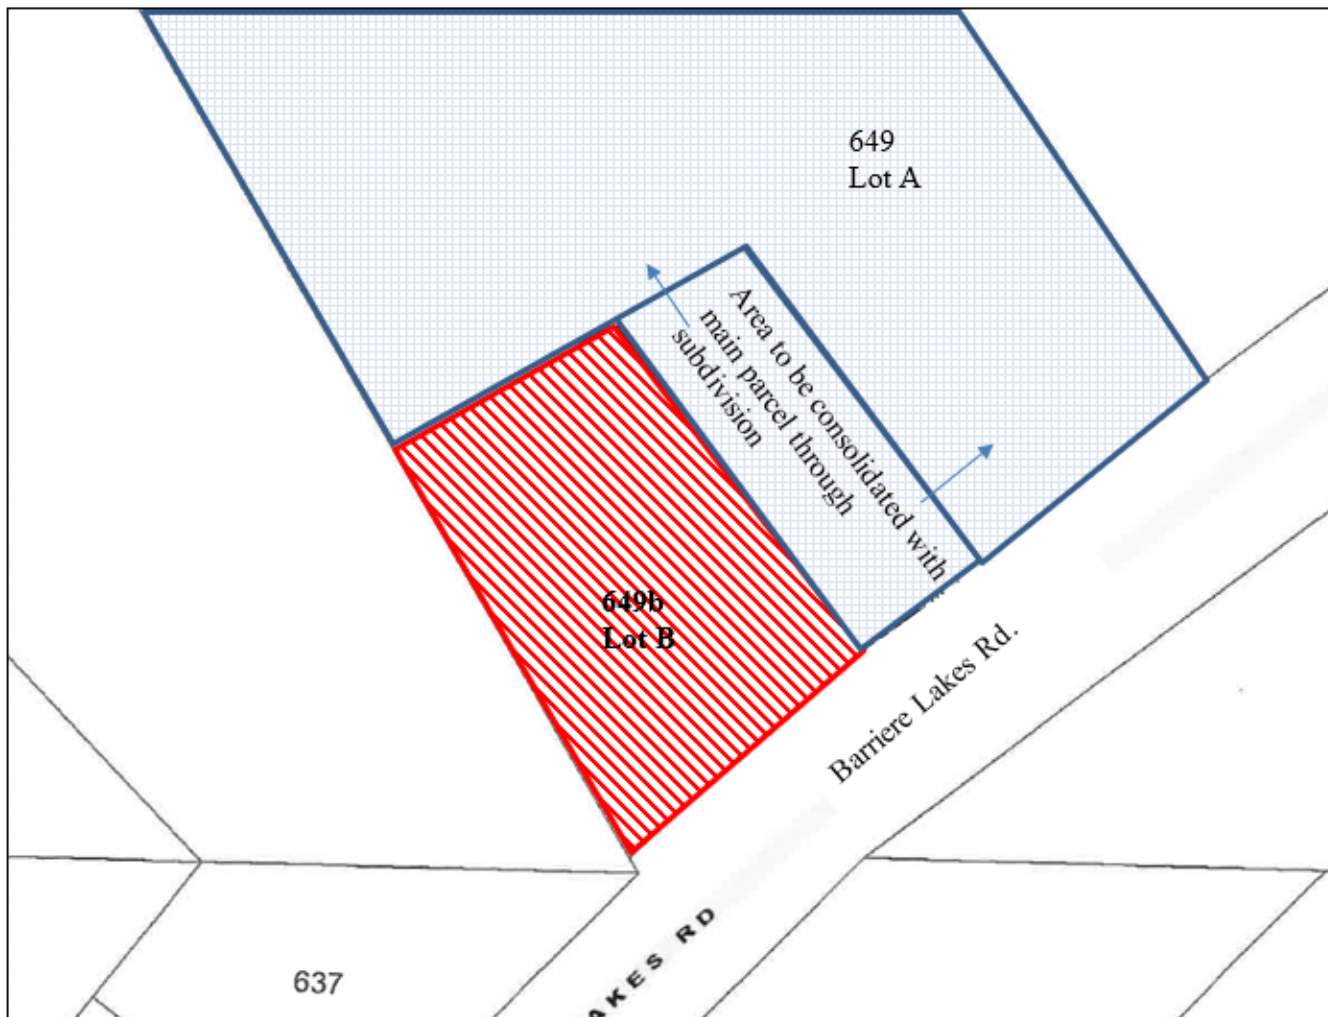 649
Lot A
Area to be consolidated with
main parcel through
subdivision
649b
Lot B
Barriere Lakes Rd.
AKES RD
637